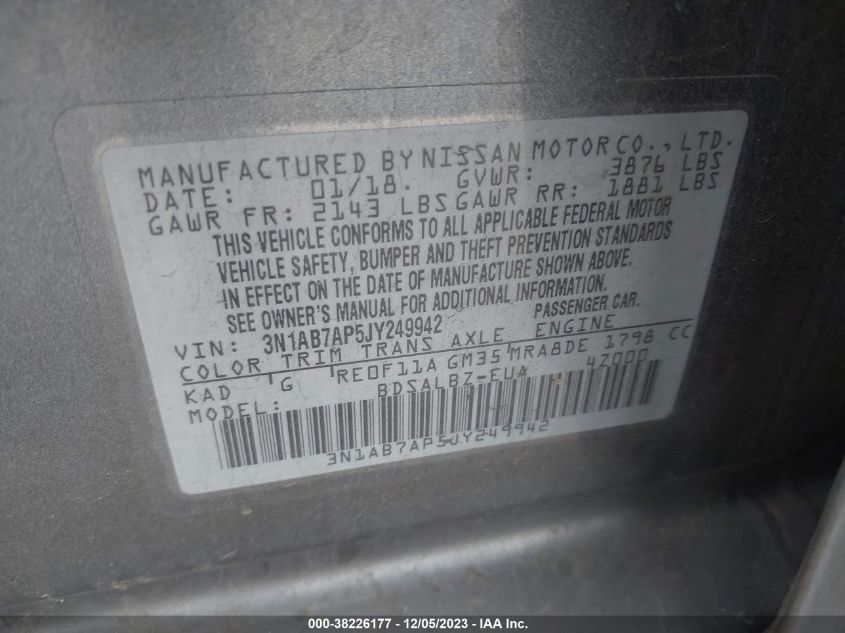 MANUFACTURED BY NISSAN MOTOR CO., LTD.
DATE: 01/18. GVWR: 3876 LBS
GAWR FR: 2143 LBS GAWR RR: 1881 LBS
THIS VEHICLE CONFORMS TO ALL APPLICABLE FEDERAL MOTOR
VEHICLE SAFETY, BUMPER AND THEFT PREVENTION STANDARDS
IN EFFECT ON THE DATE OF MANUFACTURE SHOWN ABOVE.
SEE OWNER'S MANUAL FOR ADDITIONAL INFORMATION.
VIN: 3N1AB7AP5JY249942 PASSENGER CAR.
COLOR TRIM TRANS AXLE ENGINE
KAD G RE0F11A GM35 MRA8DE 1798 CC
MODEL: BDSALBZ-EUA 4Z000
3N1AB7AP5JY249942
000-38226177 - 12/05/2023 - IAA Inc.